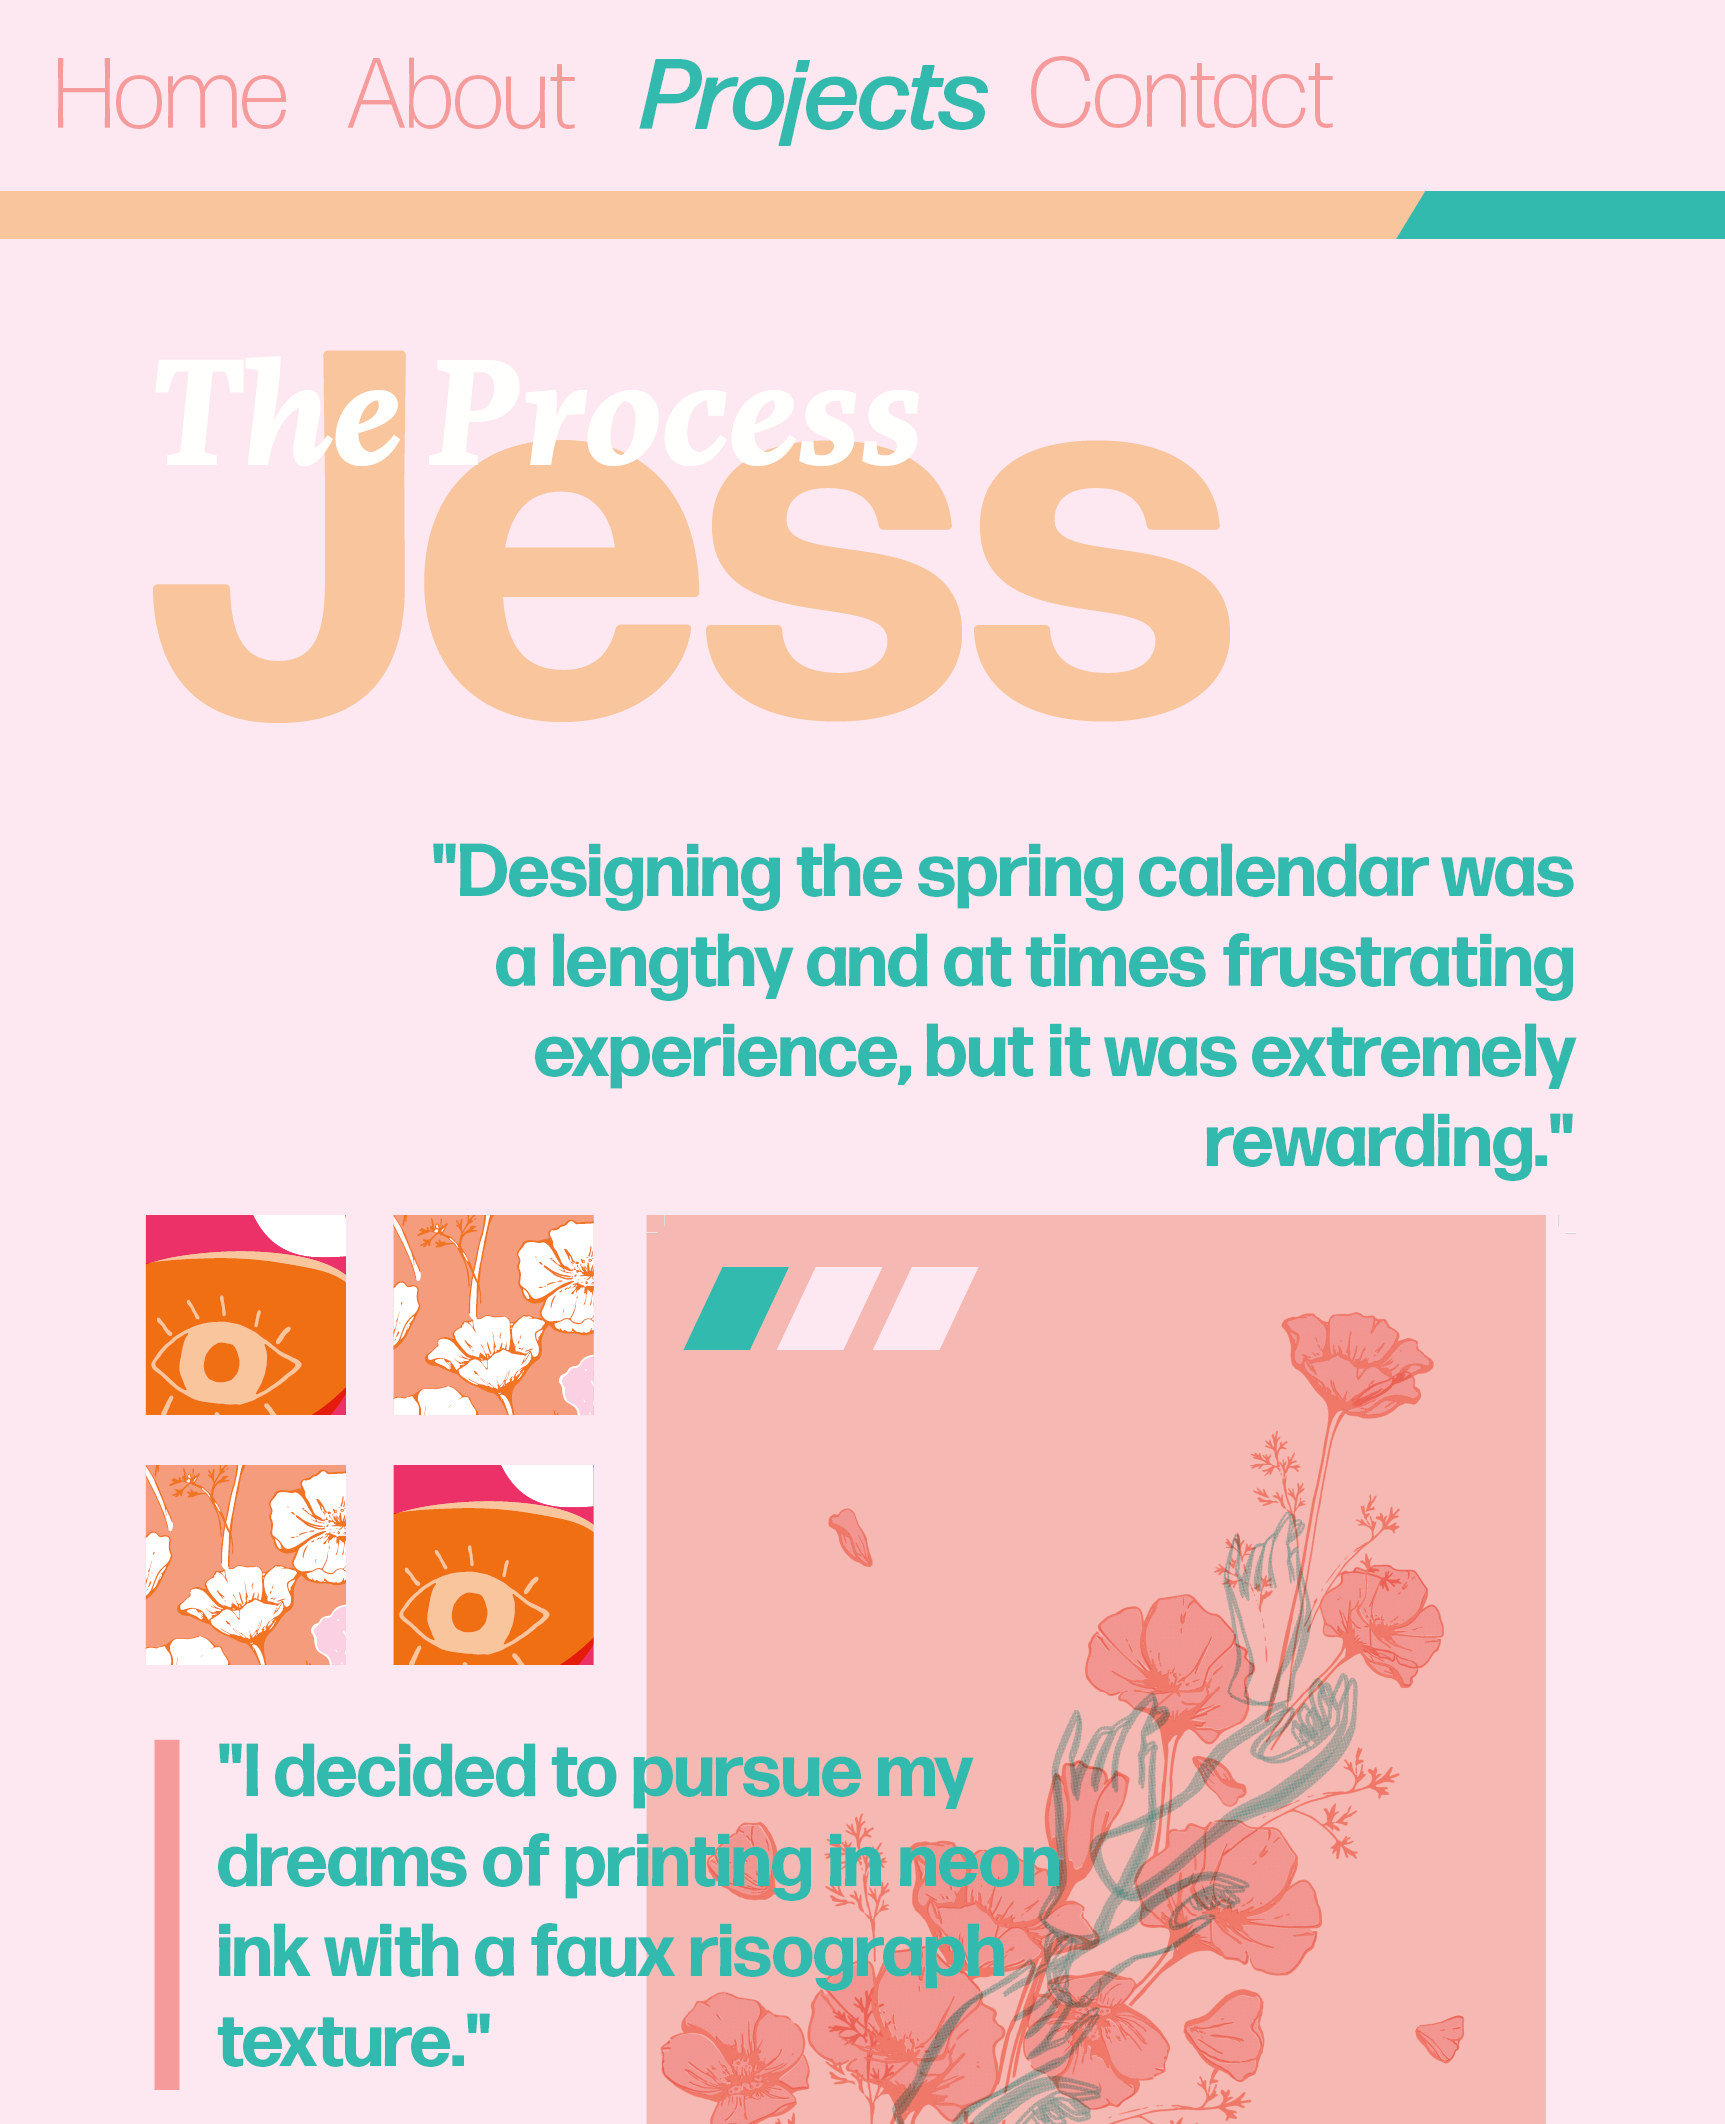 Home About Projects Contact
The Process
Jess
"Designing the spring calendar was
a lengthy and at times frustrating
experience, but it was extremely
rewarding."
"I decided to pursue my
dreams of printing in neon
ink with a faux risograph
texture."